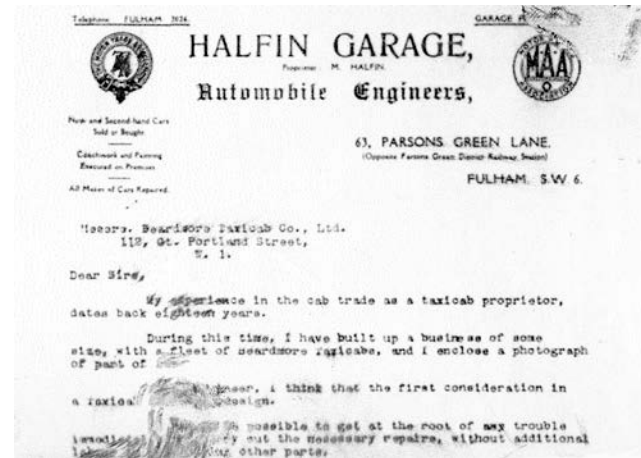 Telephone FULHAM
GARAGE
HALFIN GARAGE,
Proprietor M. HALFIN.
Automobile Engineers,
MAA
New and Second-hand Cars
Sold or Bought
Coachwork and Painting
Executed on Premises
All Makes of Cars Repaired.
63, PARSONS GREEN LANE.
(Opposite Parsons Green District Railway Station)
FULHAM. S.W. 6.
Messrs. Beardmore Taxicab Co., Ltd.
112, Gt. Portland Street,
W. 1.
Dear Sirs,
My experience in the cab trade as a taxicab proprietor,
dates back eighteen years.
During this time, I have built up a business of some
size, with a fleet of Beardmore Taxicabs, and I enclose a photograph
of part of
I think that the first consideration in
a design.
possible to get at the root of any trouble
out the necessary repairs, without additional
other parts.